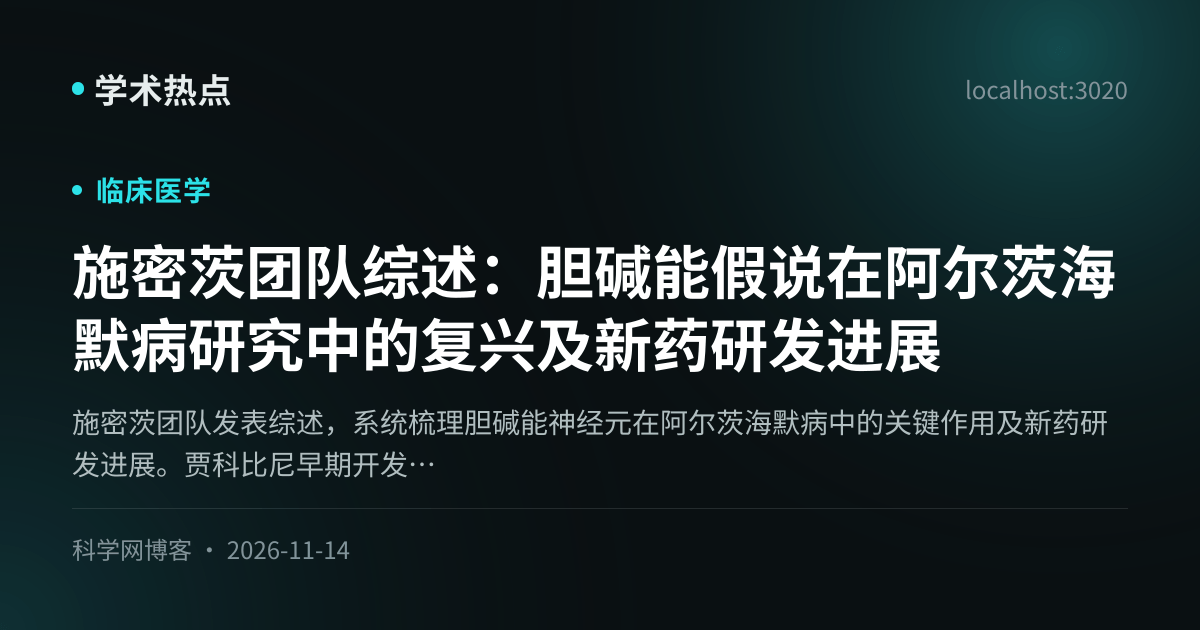 学术热点
localhost:3020
临床医学
施密茨团队综述：胆碱能假说在阿尔茨海
默病研究中的复兴及新药研发进展
施密茨团队发表综述，系统梳理胆碱能神经元在阿尔茨海默病中的关键作用及新药研
发进展。贾科比尼早期开发…
科学网博客 • 2026-11-14